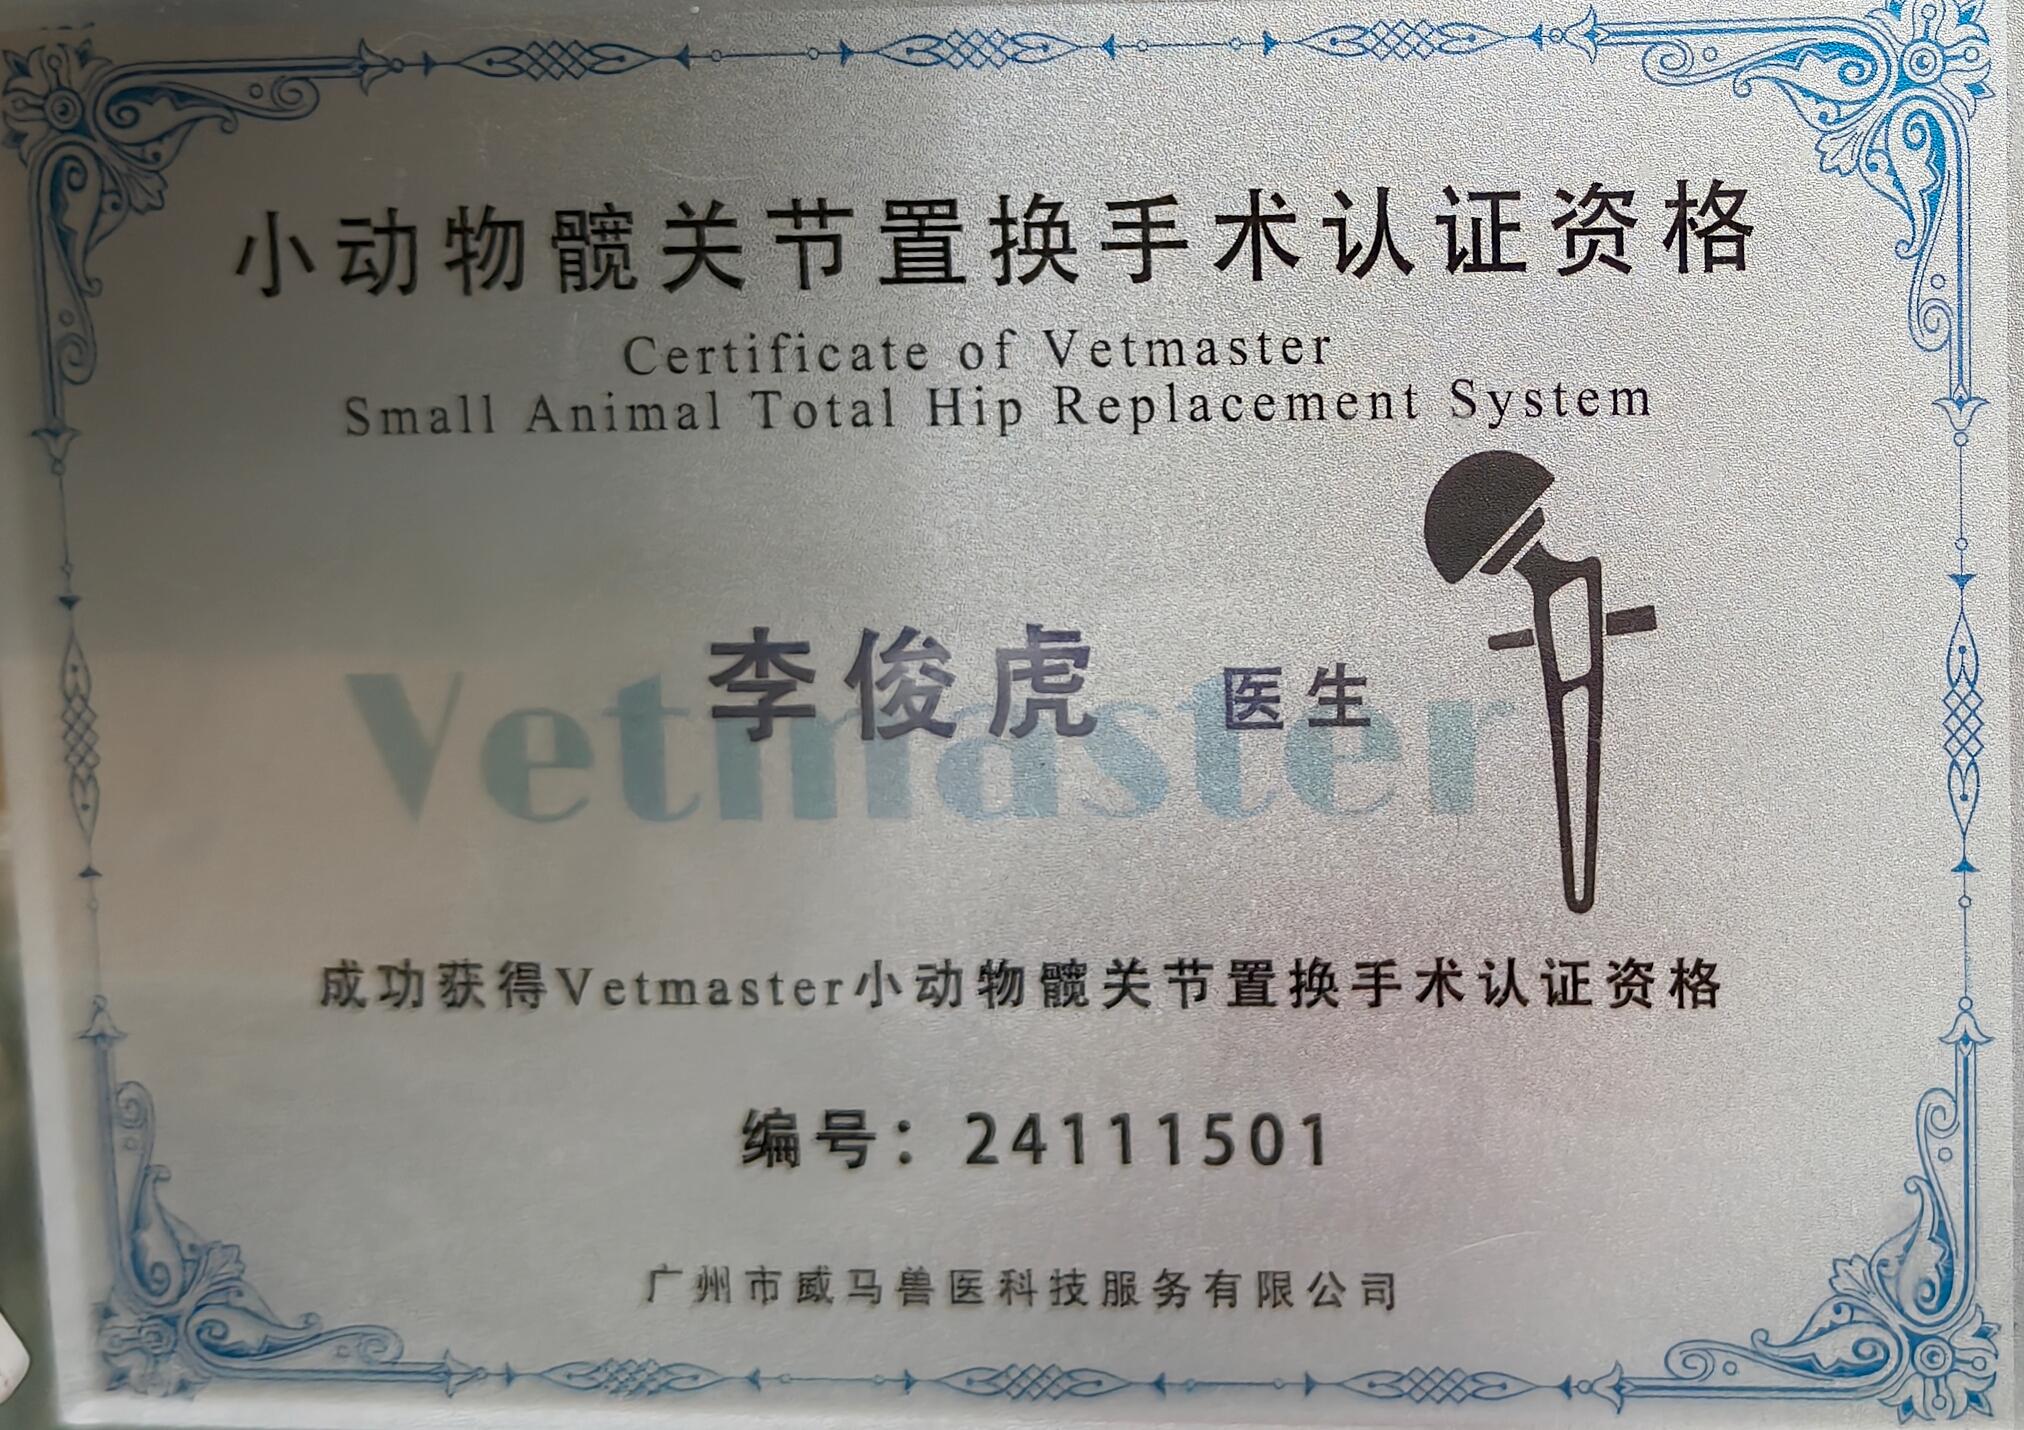 小动物髋关节置换手术认证资格
Certificate of Vetmaster
Small Animal Total Hip Replacement System
李俊虎 医生
Vetmaster
成功获得Vetmaster小动物髋关节置换手术认证资格
编号：24111501
广州市威马兽医科技服务有限公司